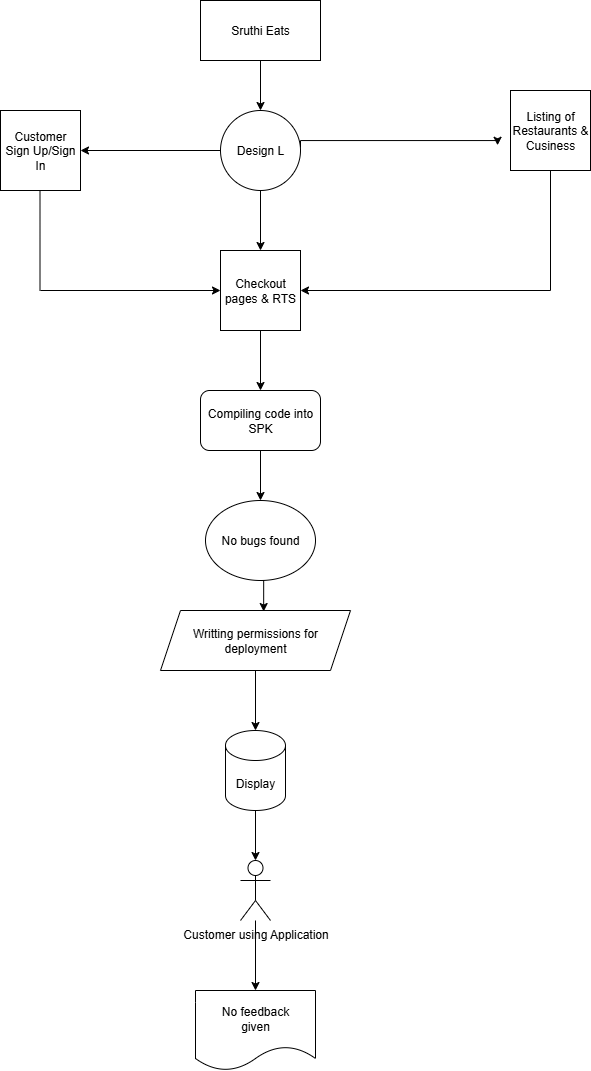 Sruthi Eats
Customer
Sign Up/Sign
In
Design L
Listing of
Restaurants &
Cusiness
Checkout
pages & RTS
Compiling code into
SPK
No bugs found
Writting permissions for
deployment
Display
Customer using Application
No feedback
given